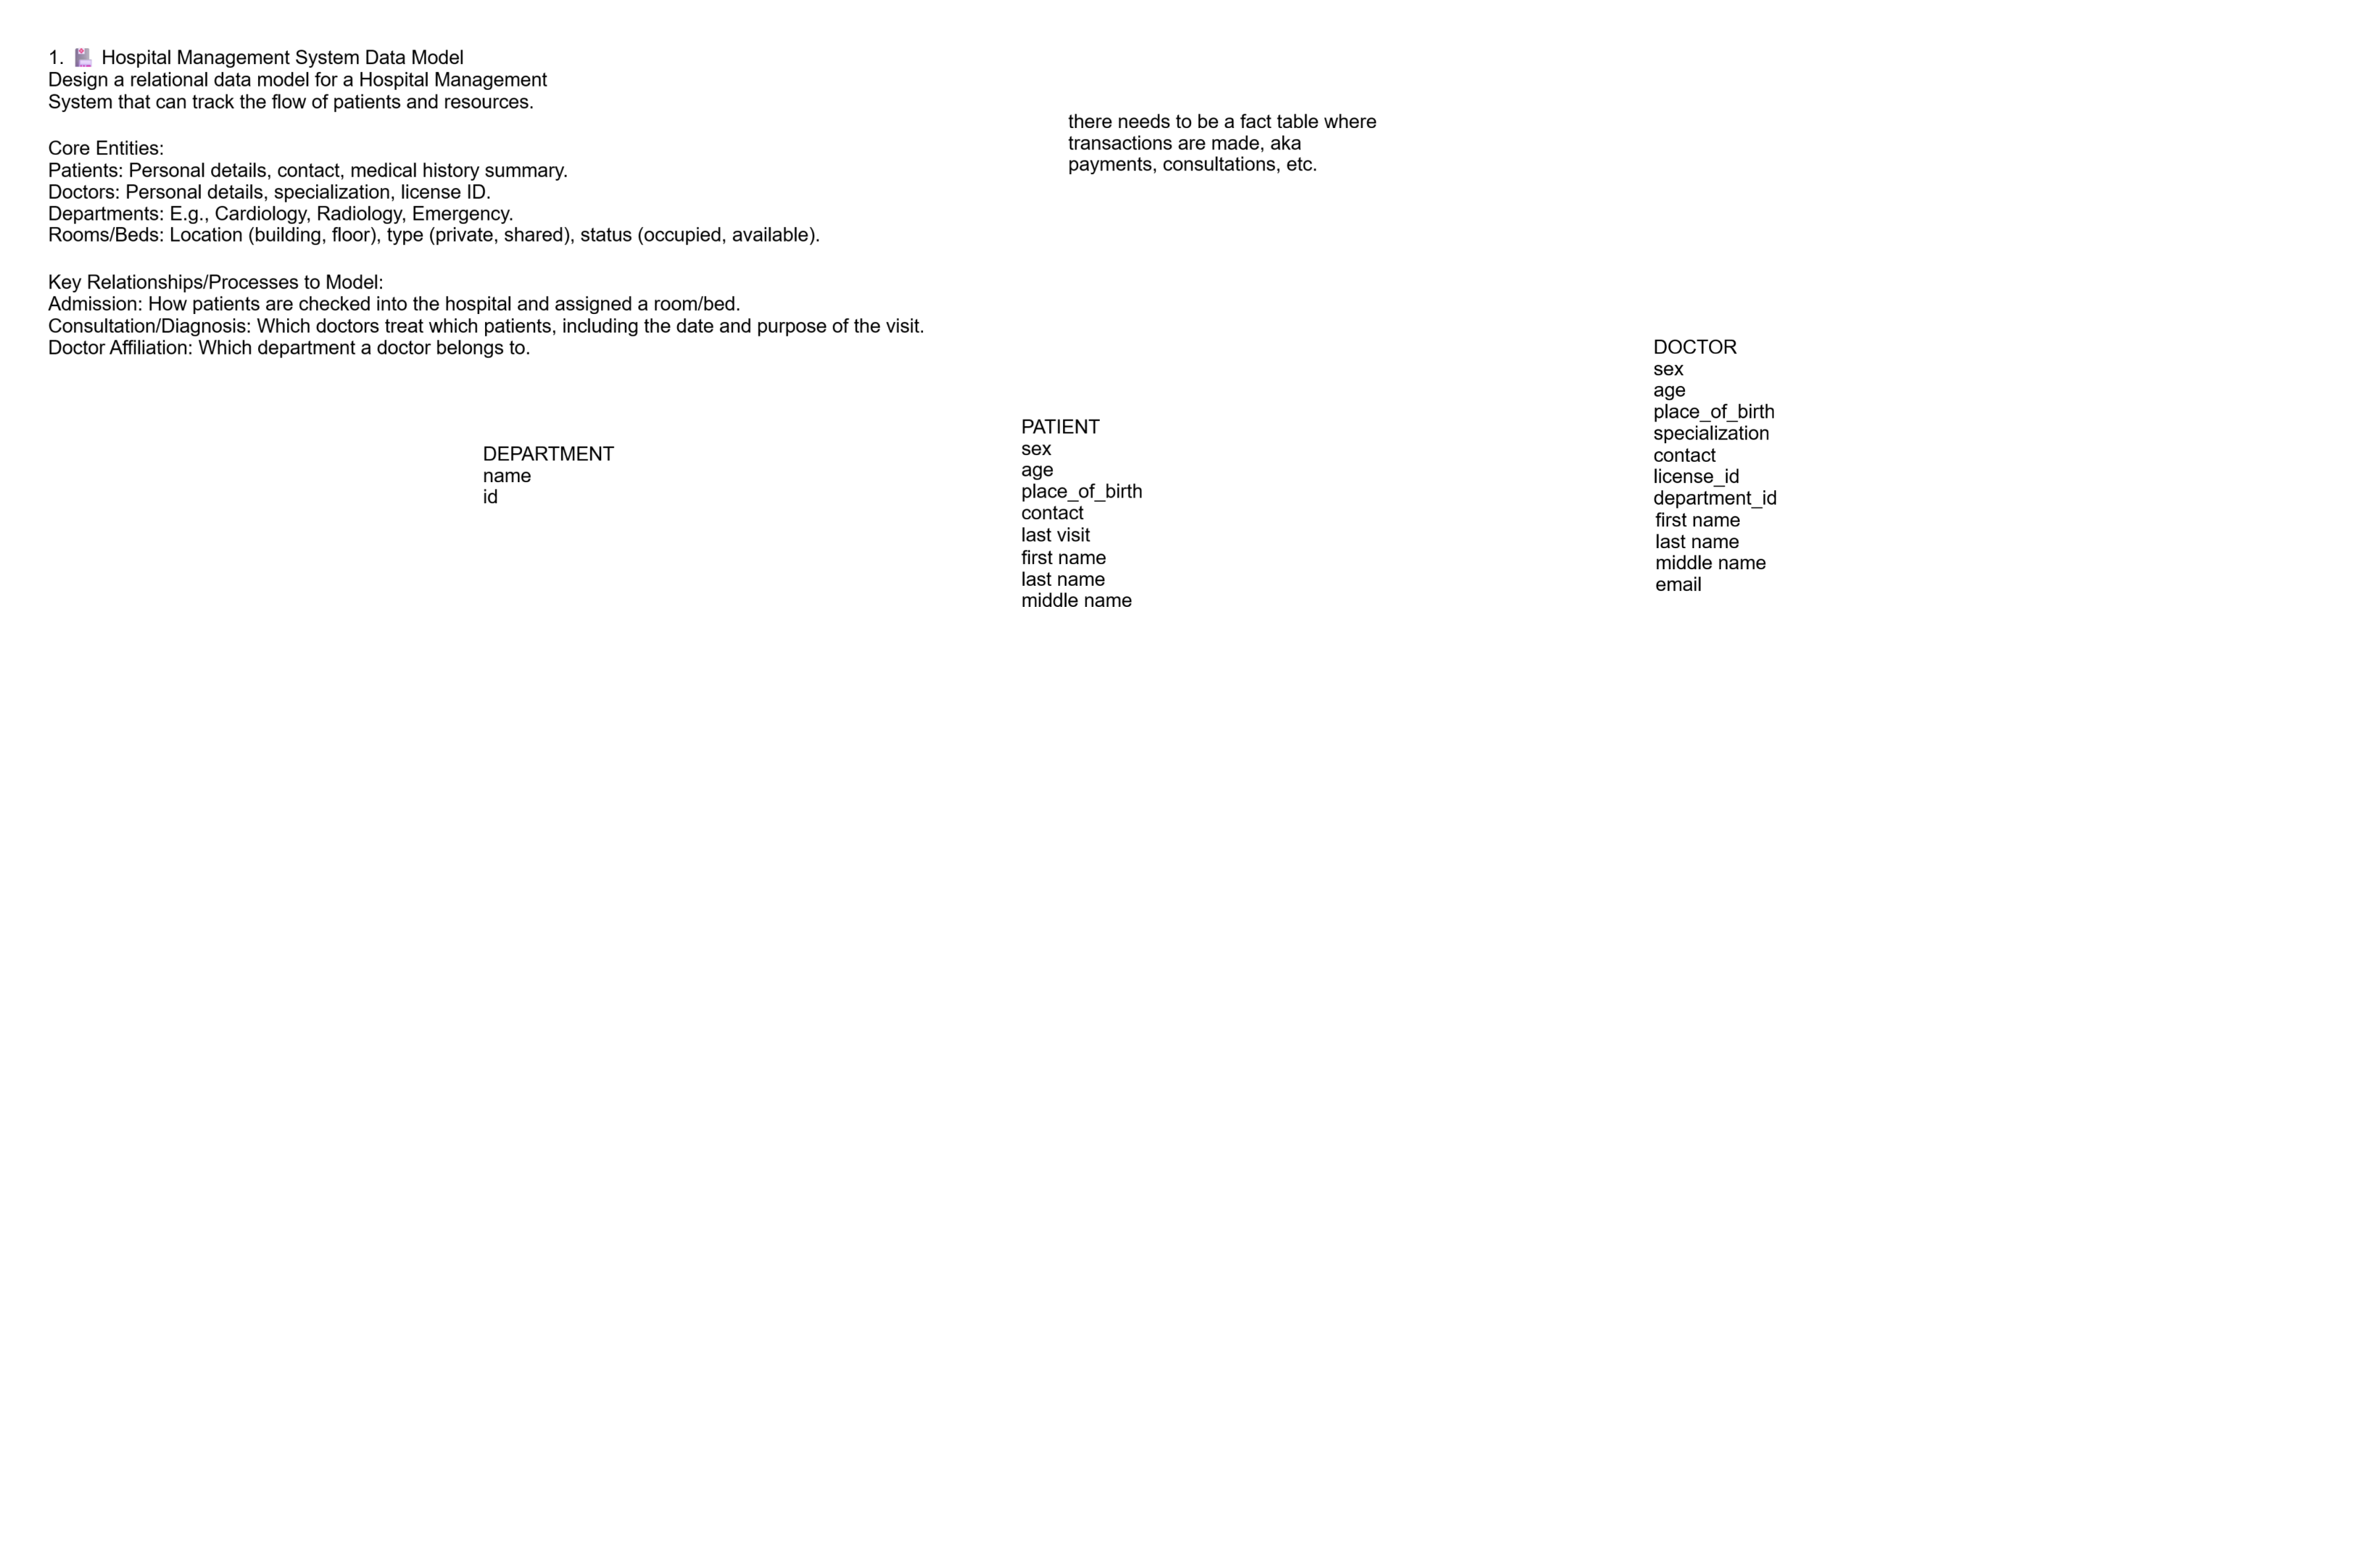 1. 🏥 Hospital Management System Data Model
Design a relational data model for a Hospital Management
System that can track the flow of patients and resources.
Core Entities:
Patients: Personal details, contact, medical history summary.
Doctors: Personal details, specialization, license ID.
Departments: E.g., Cardiology, Radiology, Emergency.
Rooms/Beds: Location (building, floor), type (private, shared), status (occupied, available).
Key Relationships/Processes to Model:
Admission: How patients are checked into the hospital and assigned a room/bed.
Consultation/Diagnosis: Which doctors treat which patients, including the date and purpose of the visit.
Doctor Affiliation: Which department a doctor belongs to.
there needs to be a fact table where
transactions are made, aka
payments, consultations, etc.
DEPARTMENT
name
id
PATIENT
sex
age
place_of_birth
contact
last visit
first name
last name
middle name
DOCTOR
sex
age
place_of_birth
specialization
contact
license_id
department_id
first name
last name
middle name
email